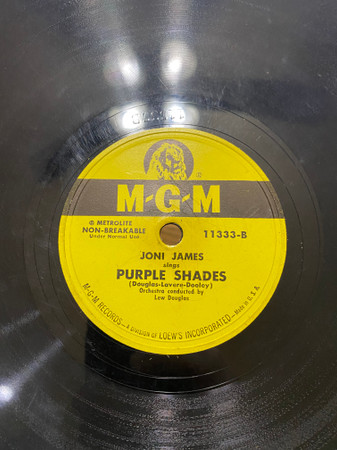 M-G-M
® METROLITE
NON-BREAKABLE
Under Normal Use
11333-B
JONI JAMES
sings
PURPLE SHADES
(Douglas-Lavere-Dooley)
Orchestra conducted by
Lew Douglas
M-G-M RECORDS—A DIVISION OF LOEW'S INCORPORATED.—Made in U. S. A.